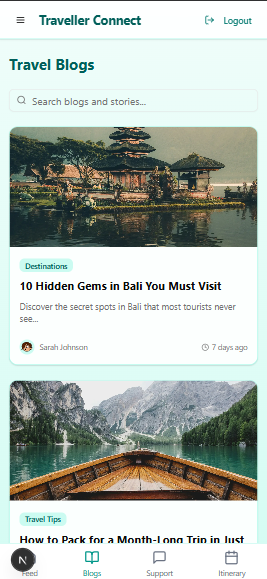 Traveller Connect
Logout
Travel Blogs
Search blogs and stories...
Destinations
10 Hidden Gems in Bali You Must Visit
Discover the secret spots in Bali that most tourists never
see...
Sarah Johnson
7 days ago
Travel Tips
How to Pack for a Month-Long Trip in Just
N
Feed
Blogs
Support
Itinerary